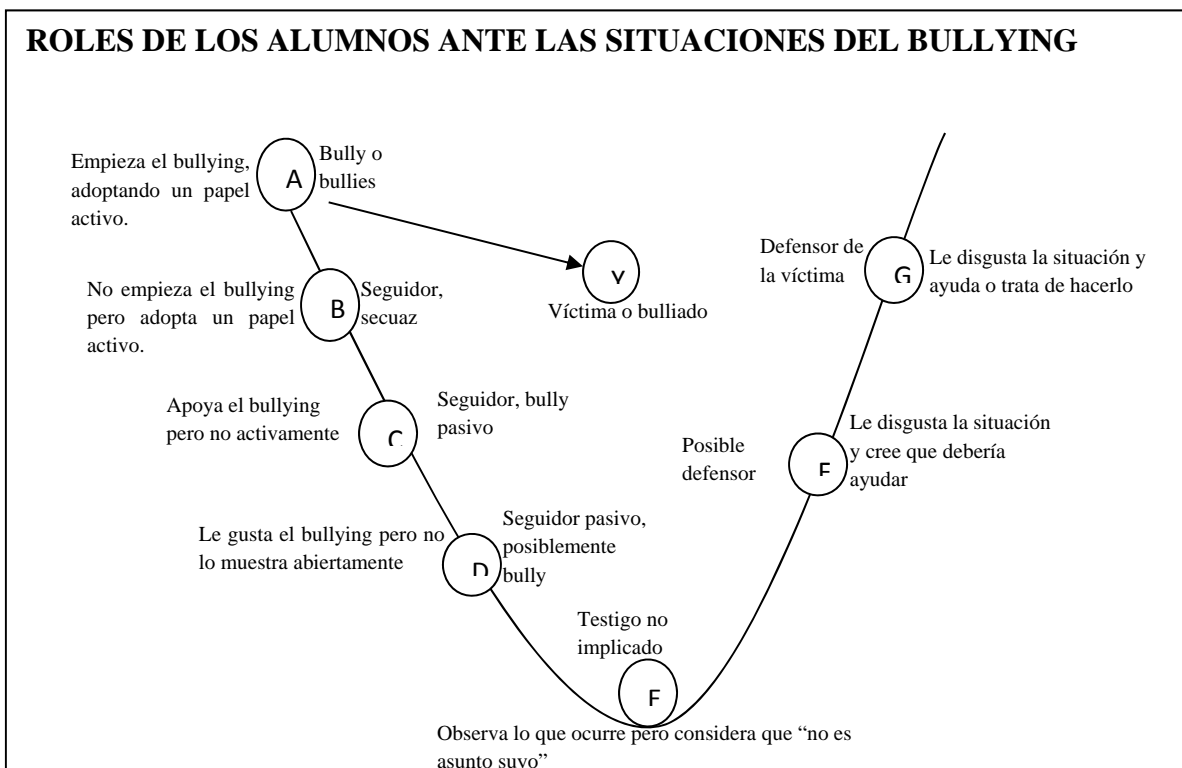 ROLES DE LOS ALUMNOS ANTE LAS SITUACIONES DEL BULLYING
Empieza el bullying,
adoptando un papel
activo.
A
Bully o
bullies
No empieza el bullying
pero adopta un papel
activo.
B
Seguidor,
secuaz
Víctima o bulliado
Defensor de
la víctima
G
Le disgusta la situación y
ayuda o trata de hacerlo
Apoya el bullying
pero no activamente
C
Seguidor, bully
pasivo
Posible
defensor
Le disgusta la situación
y cree que debería
ayudar
Le gusta el bullying pero no
lo muestra abiertamente
D
Seguidor pasivo,
posiblemente
bully
Testigo no
implicado
Observa lo que ocurre pero considera que “no es
asunto suyo”